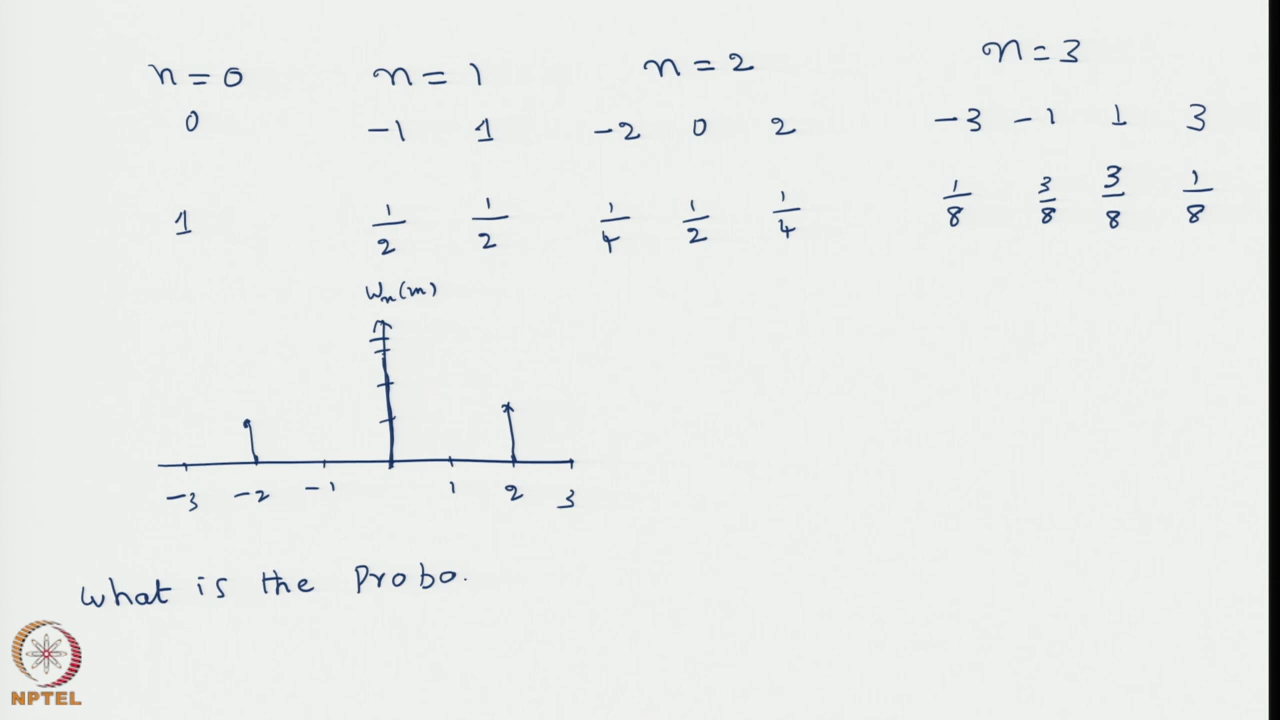 n = 0 n = 1 n = 2 n = 3
0 -1 1 -2 0 2 -3 -1 1 3
1 1/2 1/2 1/4 1/2 1/4 1/8 3/8 3/8 1/8
Wn(m)
-3 -2 -1 1 2 3
What is the Probo.
NPTEL